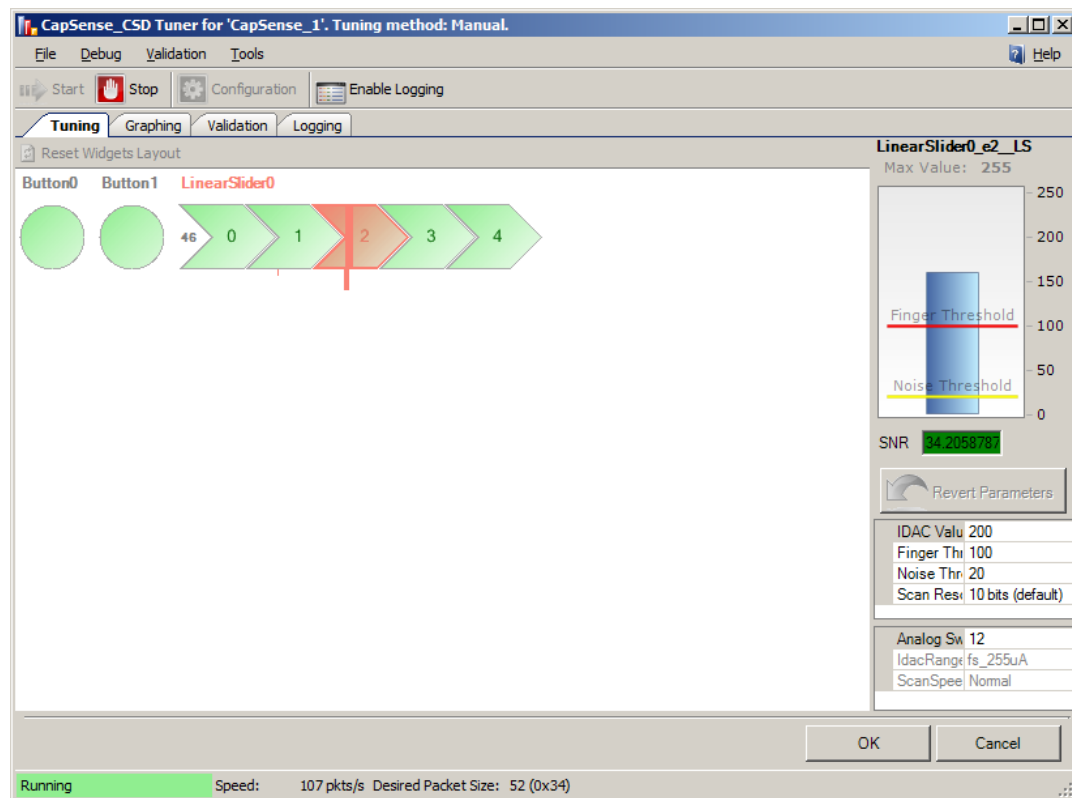 CapSense_CSD Tuner for 'CapSense_1'. Tuning method: Manual.
File Debug Validation Tools Help
Start Stop Configuration Enable Logging
Tuning Graphing Validation Logging
Reset Widgets Layout
Button0 Button1 LinearSlider0
46 0 1 2 3 4
LinearSlider0_e2__LS
Max Value: 255
250
200
150
Finger Threshold
100
50
Noise Threshold
0
SNR 34.2058787
Revert Parameters
IDAC Valu 200
Finger Thr 100
Noise Thr 20
Scan Res 10 bits (default)
Analog Sw 12
IdacRange fs_255uA
ScanSpee Normal
OK Cancel
Running Speed: 107 pkts/s Desired Packet Size: 52 (0x34)